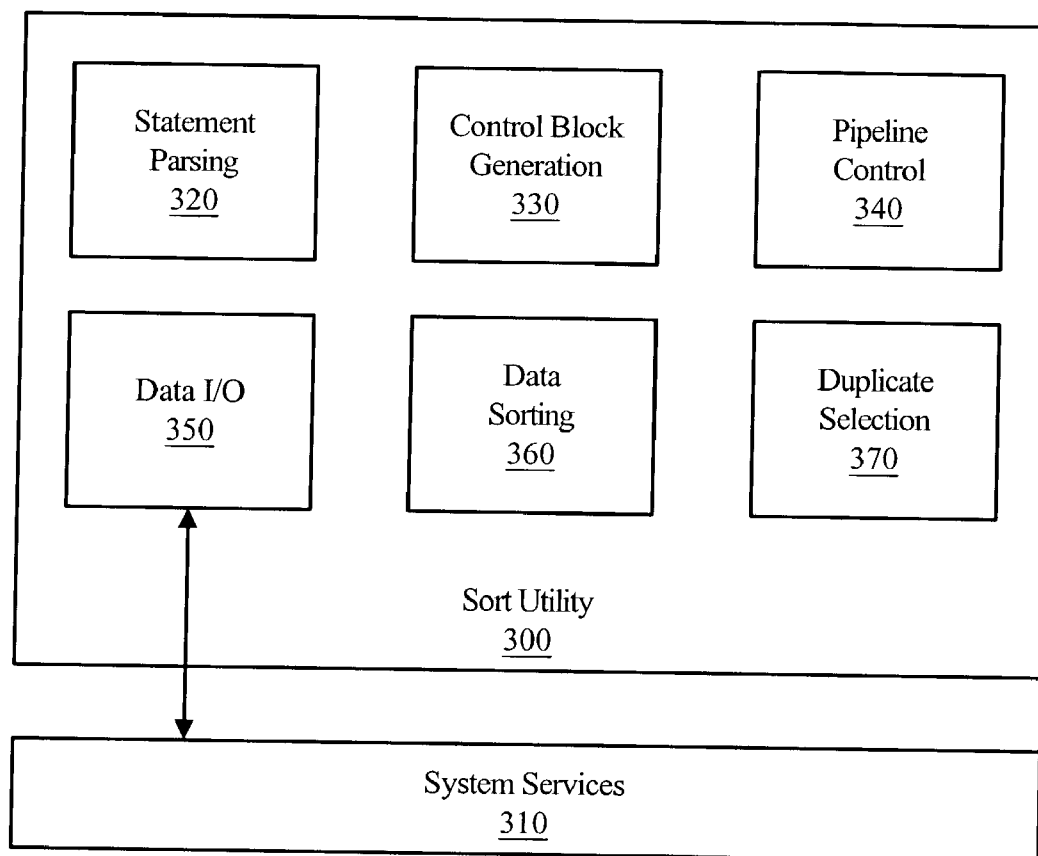 Statement
Parsing
320
Control Block
Generation
330
Pipeline
Control
340
Data I/O
350
Data
Sorting
360
Duplicate
Selection
370
Sort Utility
300
System Services
310